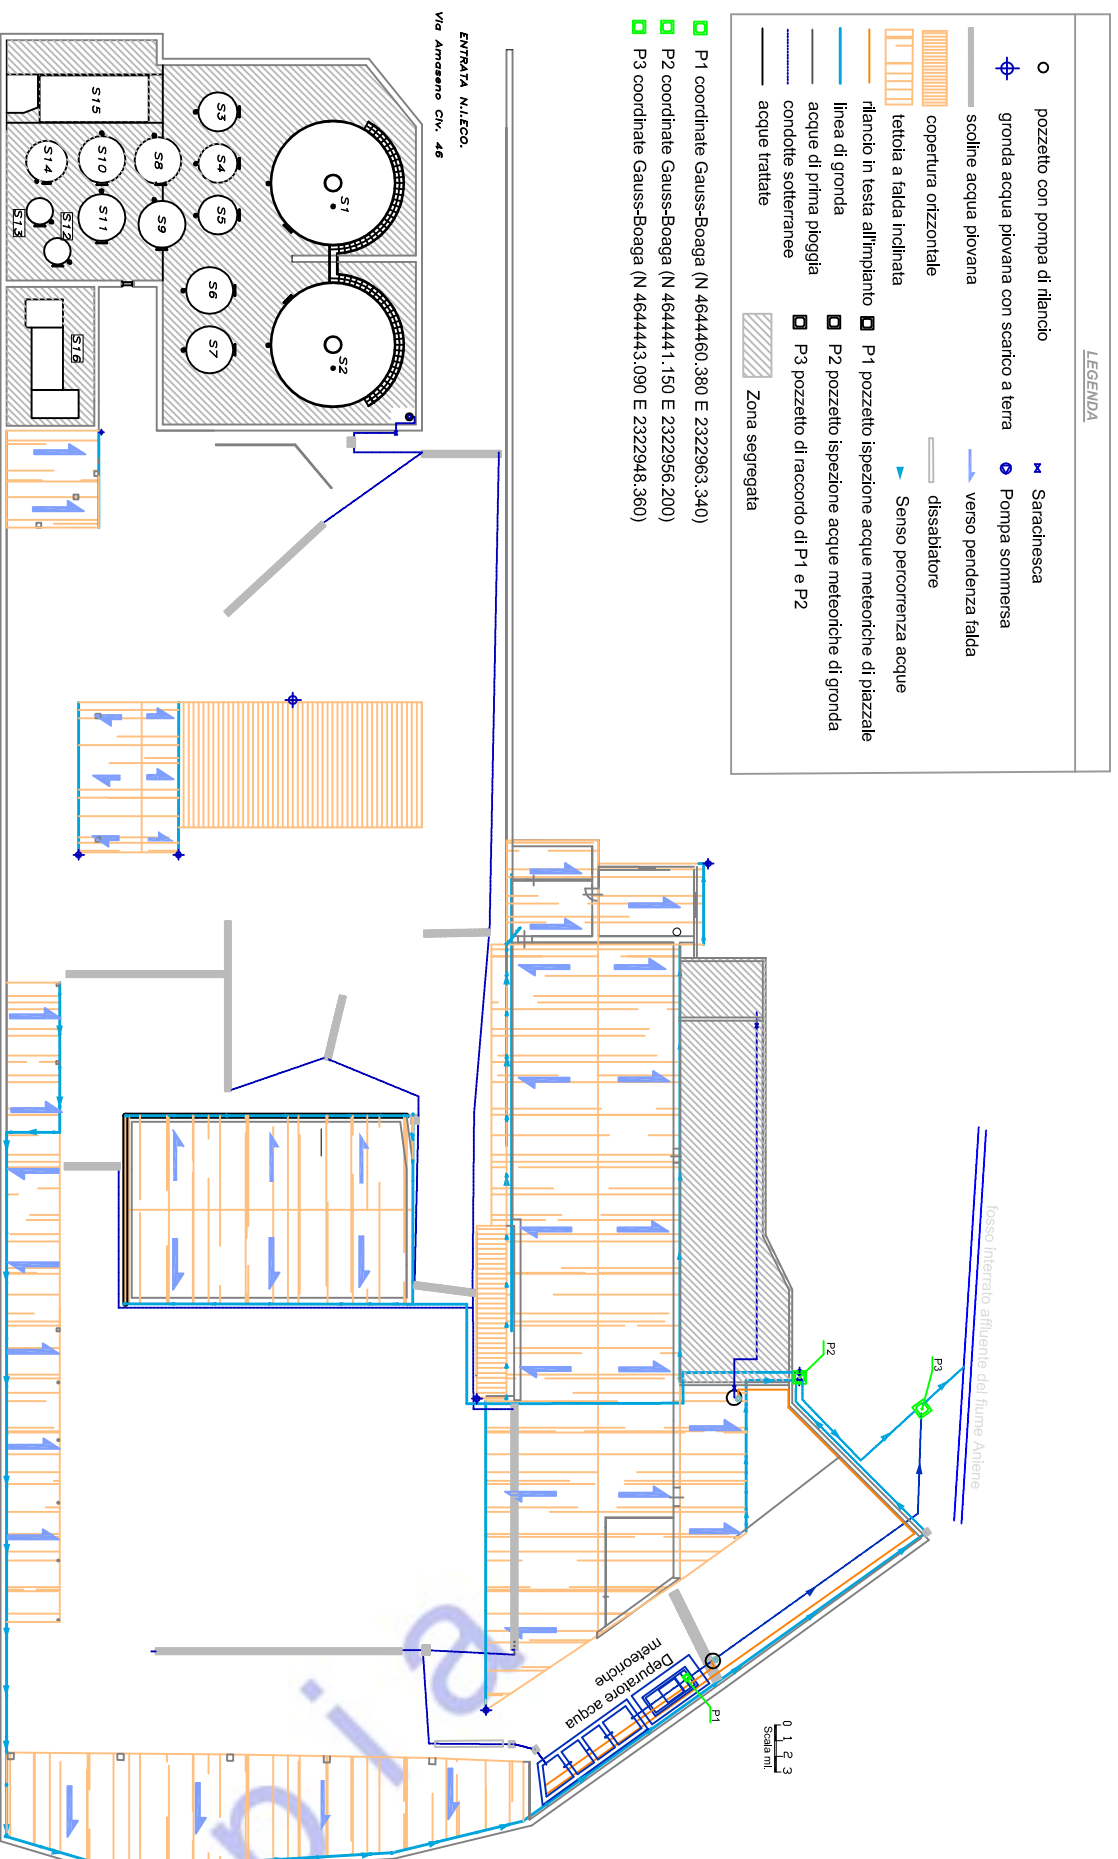 LEGENDA
pozzetto con pompa di rilancio
gronda acqua piovana con scarico a terra
scoline acqua piovana
copertura orizzontale
tettoia a falda inclinata
rilancio in testa all'impianto
linea di gronda
acque di prima pioggia
condotte sotterranee
acque trattate
Saracinesca
Pompa sommersa
verso pendenza falda
dissabiatore
Senso percorrenza acque
P1 pozzetto ispezione acque meteoriche di piazzale
P2 pozzetto ispezione acque meteoriche di gronda
P3 pozzetto di raccordo di P1 e P2
Zona segregata
P1 coordinate Gauss-Boaga (N 4644460.380 E 2322963.340)
P2 coordinate Gauss-Boaga (N 4644441.150 E 2322956.200)
P3 coordinate Gauss-Boaga (N 4644443.090 E 2322948.360)
ENTRATA N.I.ECO.
Via Amaseno Civ. 46
S1
S2
S3
S4
S5
S6
S7
S8
S9
S10
S11
S12
S13
S14
S15
S16
fosso interrato affluente del fiume Aniene
P2
P3
P1
Depuratore acqua
meteoriche
0 1 2 3
Scala ml.
pia